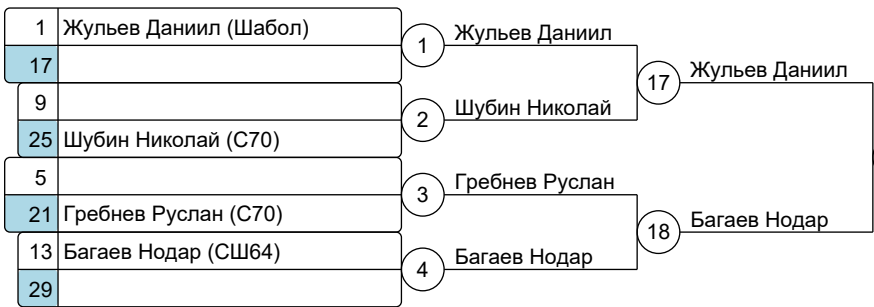 1 Жульев Даниил (Шабол)
17
1 Жульев Даниил
9
25 Шубин Николай (С70)
2 Шубин Николай
17 Жульев Даниил
5
21 Гребнев Руслан (С70)
3 Гребнев Руслан
13 Багаев Нодар (СШ64)
29
4 Багаев Нодар
18 Багаев Нодар